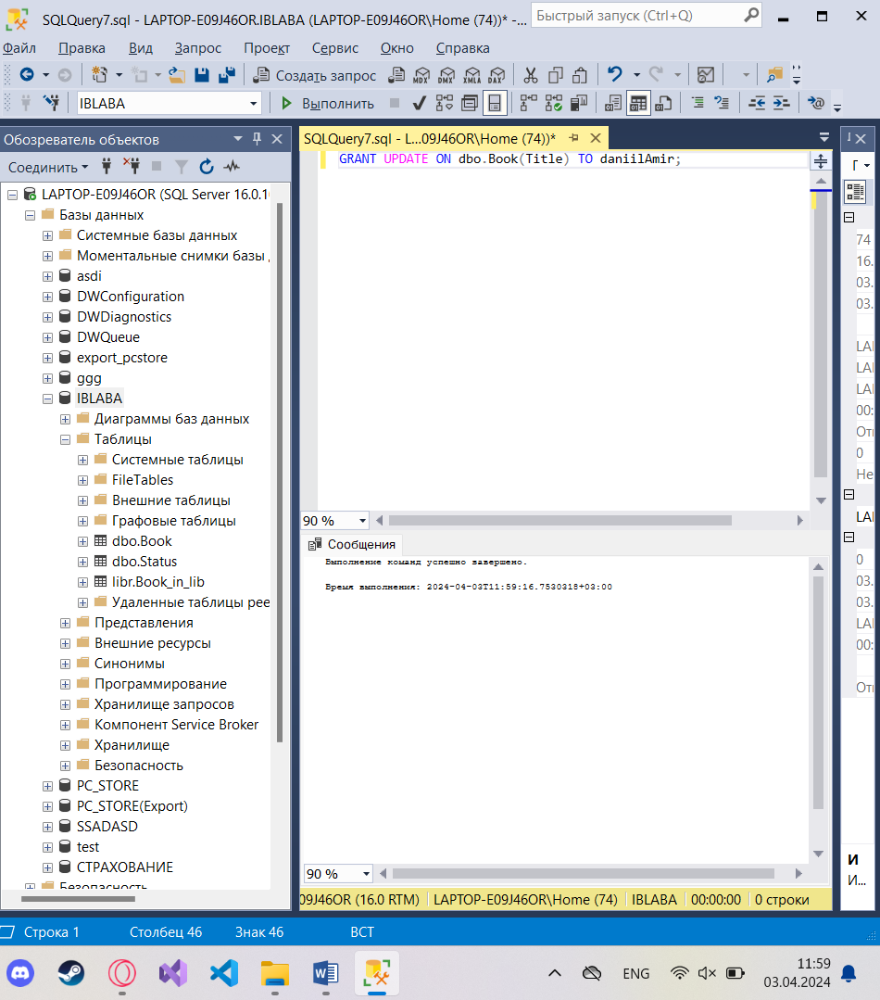 SQLQuery7.sql - LAPTOP-E09J46OR.IBLABA (LAPTOP-E09J46OR\Home (74))* -...
Быстрый запуск (Ctrl+Q)
Файл Правка Вид Запрос Проект Сервис Окно Справка
Создать запрос MDX DMX XMLA DAX
IBLABA Выполнить
Обозреватель объектов
SQLQuery7.sql - L...09J46OR\Home (74))*
Соединить
GRANT UPDATE ON dbo.Book(Title) TO daniilAmir;
LAPTOP-E09J46OR (SQL Server 16.0.1
Базы данных
Системные базы данных
Моментальные снимки базы
asdi
DWConfiguration
DWDiagnostics
DWQueue
export_pcstore
ggg
IBLABA
Диаграммы баз данных
Таблицы
Системные таблицы
FileTables
Внешние таблицы
Графовые таблицы
dbo.Book
dbo.Status
libr.Book_in_lib
Удаленные таблицы рее
Представления
Внешние ресурсы
Синонимы
Программирование
Хранилище запросов
Компонент Service Broker
Хранилище
Безопасность
PC_STORE
PC_STORE(Export)
SSADASD
test
СТРАХОВАНИЕ
Безопасность
90 %
Сообщения
Выполнение команд успешно завершено.
Время выполнения: 2024-04-03T11:59:16.7530318+03:00
90 %
09J46OR (16.0 RTM) LAPTOP-E09J46OR\Home (74) IBLABA 00:00:00 0 строки
Г
74
16.
03.
03.
LAI
LAI
LAI
00:
От
0
Не
LAI
0
03.
03.
LAI
00:
От
И
И...
Строка 1 Столбец 46 Знак 46 ВСТ
ENG
11:59
03.04.2024